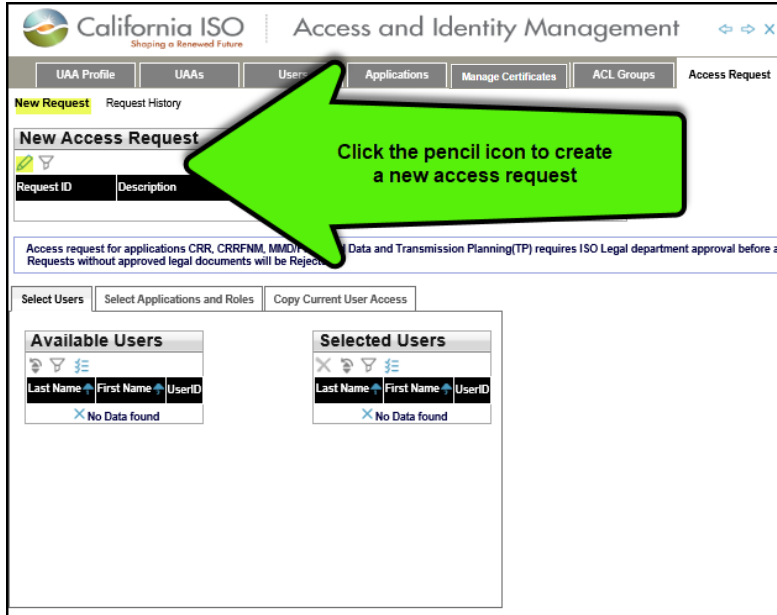 California ISO
Shaping a Renewed Future
Access and Identity Management
UAA Profile UAAs Users Applications Manage Certificates ACL Groups Access Request
New Request Request History
New Access Request
Click the pencil icon to create
a new access request
Request ID Description
Access request for applications CRR, CRRFNM, Data and Transmission Planning(TP) requires ISO Legal department approval before a
Requests without approved legal documents will be
Select Users Select Applications and Roles Copy Current User Access
Available Users Selected Users
Last Name First Name UserID Last Name First Name UserID
No Data found No Data found